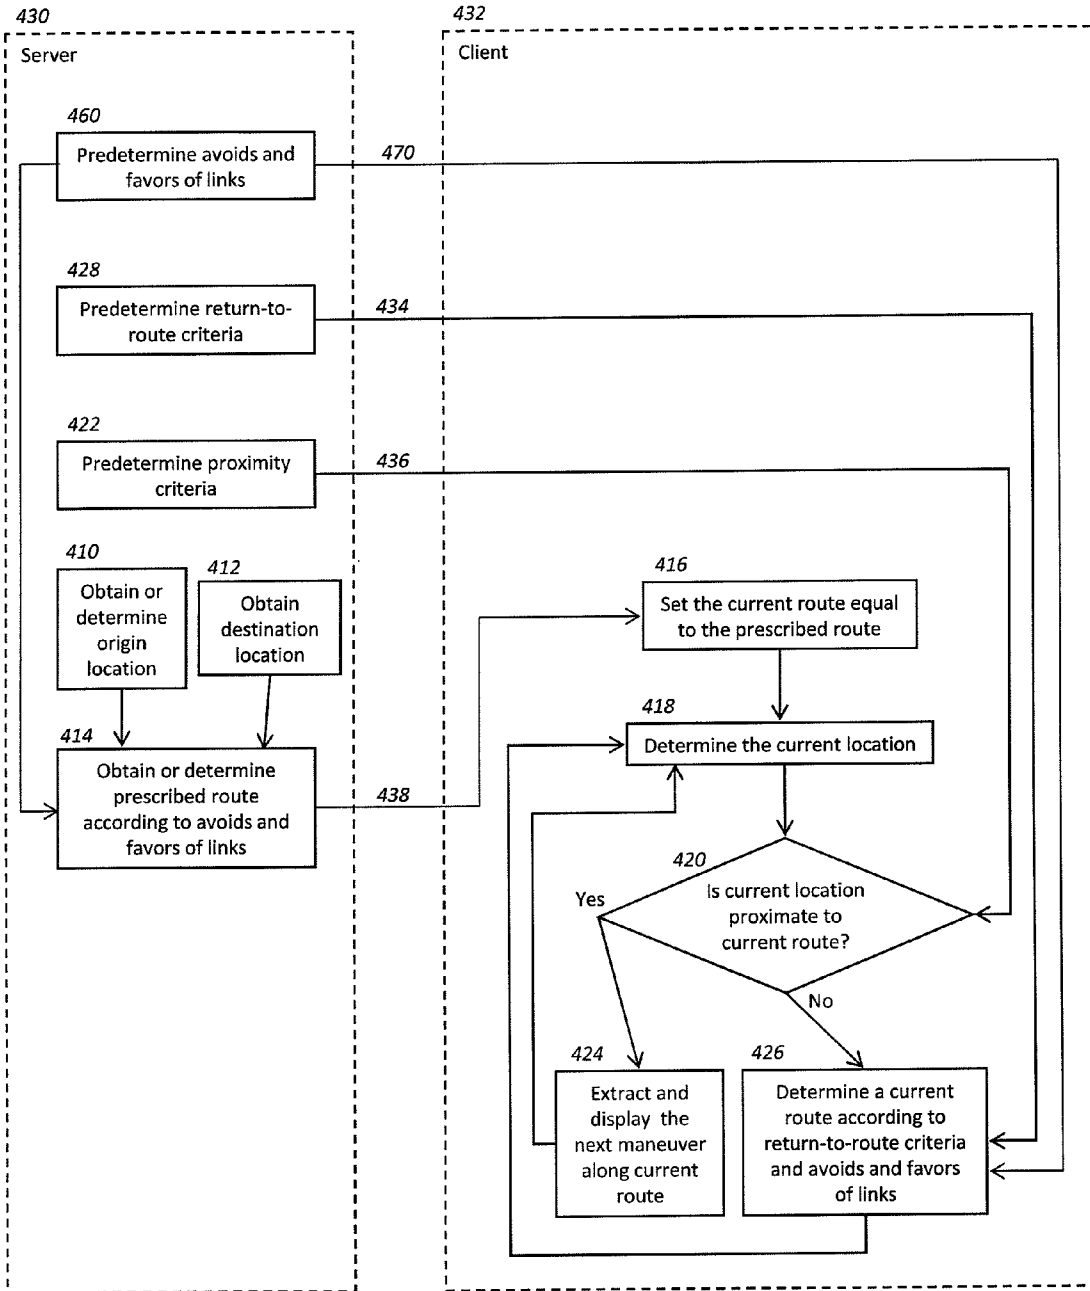 430
432
Server
Client
460
Predetermine avoids and
favors of links
470
428
Predetermine return-to-
route criteria
434
422
Predetermine proximity
criteria
436
410
Obtain or
determine
origin
location
412
Obtain
destination
location
414
Obtain or determine
prescribed route
according to avoids and
favors of links
438
416
Set the current route equal
to the prescribed route
418
Determine the current location
420
Is current location
proximate to
current route?
Yes
No
424
Extract and
display the
next maneuver
along current
route
426
Determine a current
route according to
return-to-route criteria
and avoids and favors
of links